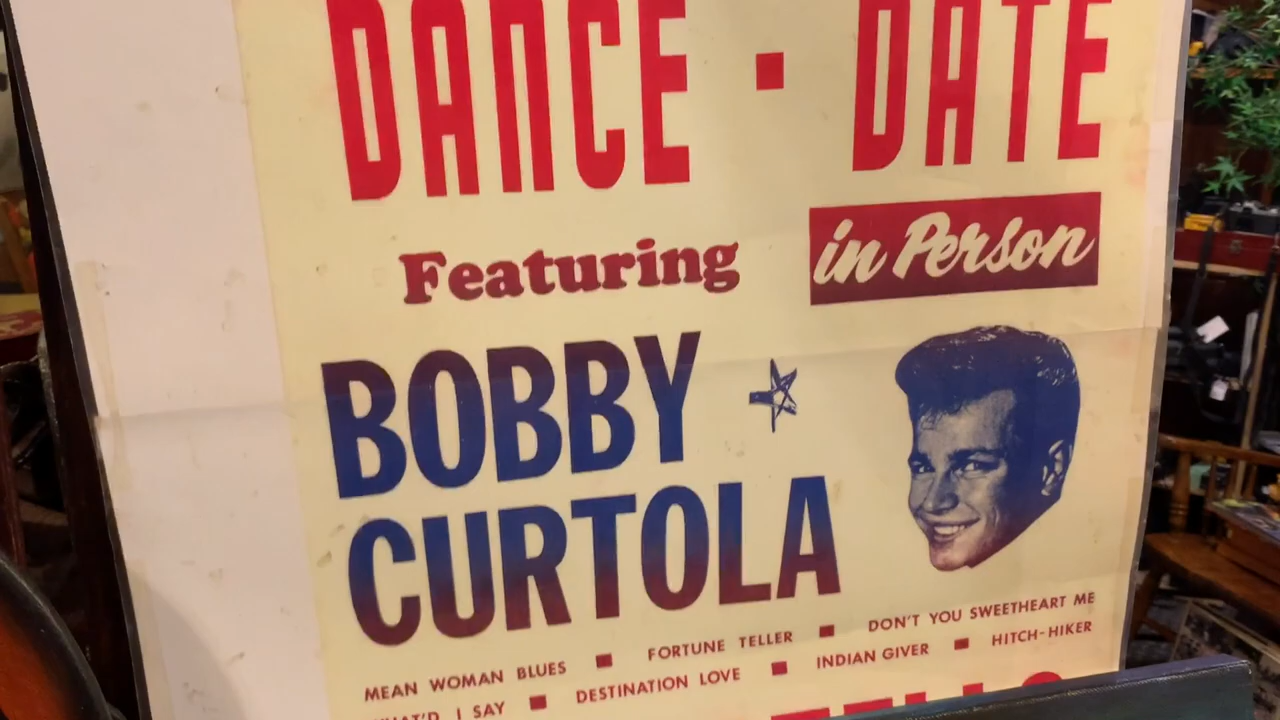 DANCE ▪ DATE
Featuring in Person
BOBBY
CURTOLA
MEAN WOMAN BLUES ▪ FORTUNE TELLER ▪ DON'T YOU SWEETHEART ME
I SAY ▪ DESTINATION LOVE ▪ INDIAN GIVER ▪ HITCH-HIKER